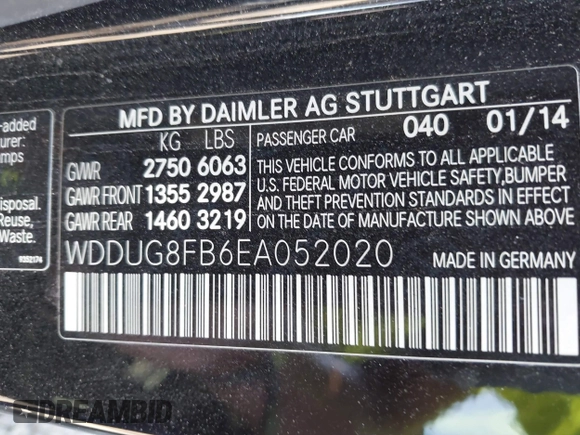 -added
urer:
mps
isposal.
Reuse,
Waste.
9352174
MFD BY DAIMLER AG STUTTGART
KG LBS
GVWR 2750 6063
GAWR FRONT 1355 2987
GAWR REAR 1460 3219
PASSENGER CAR 040 01/14
THIS VEHICLE CONFORMS TO ALL APPLICABLE
U.S. FEDERAL MOTOR VEHICLE SAFETY, BUMPER
AND THEFT PREVENTION STANDARDS IN EFFECT
ON THE DATE OF MANUFACTURE SHOWN ABOVE.
WDDUG8FB6EA052020
MADE IN GERMANY
DREAMBID